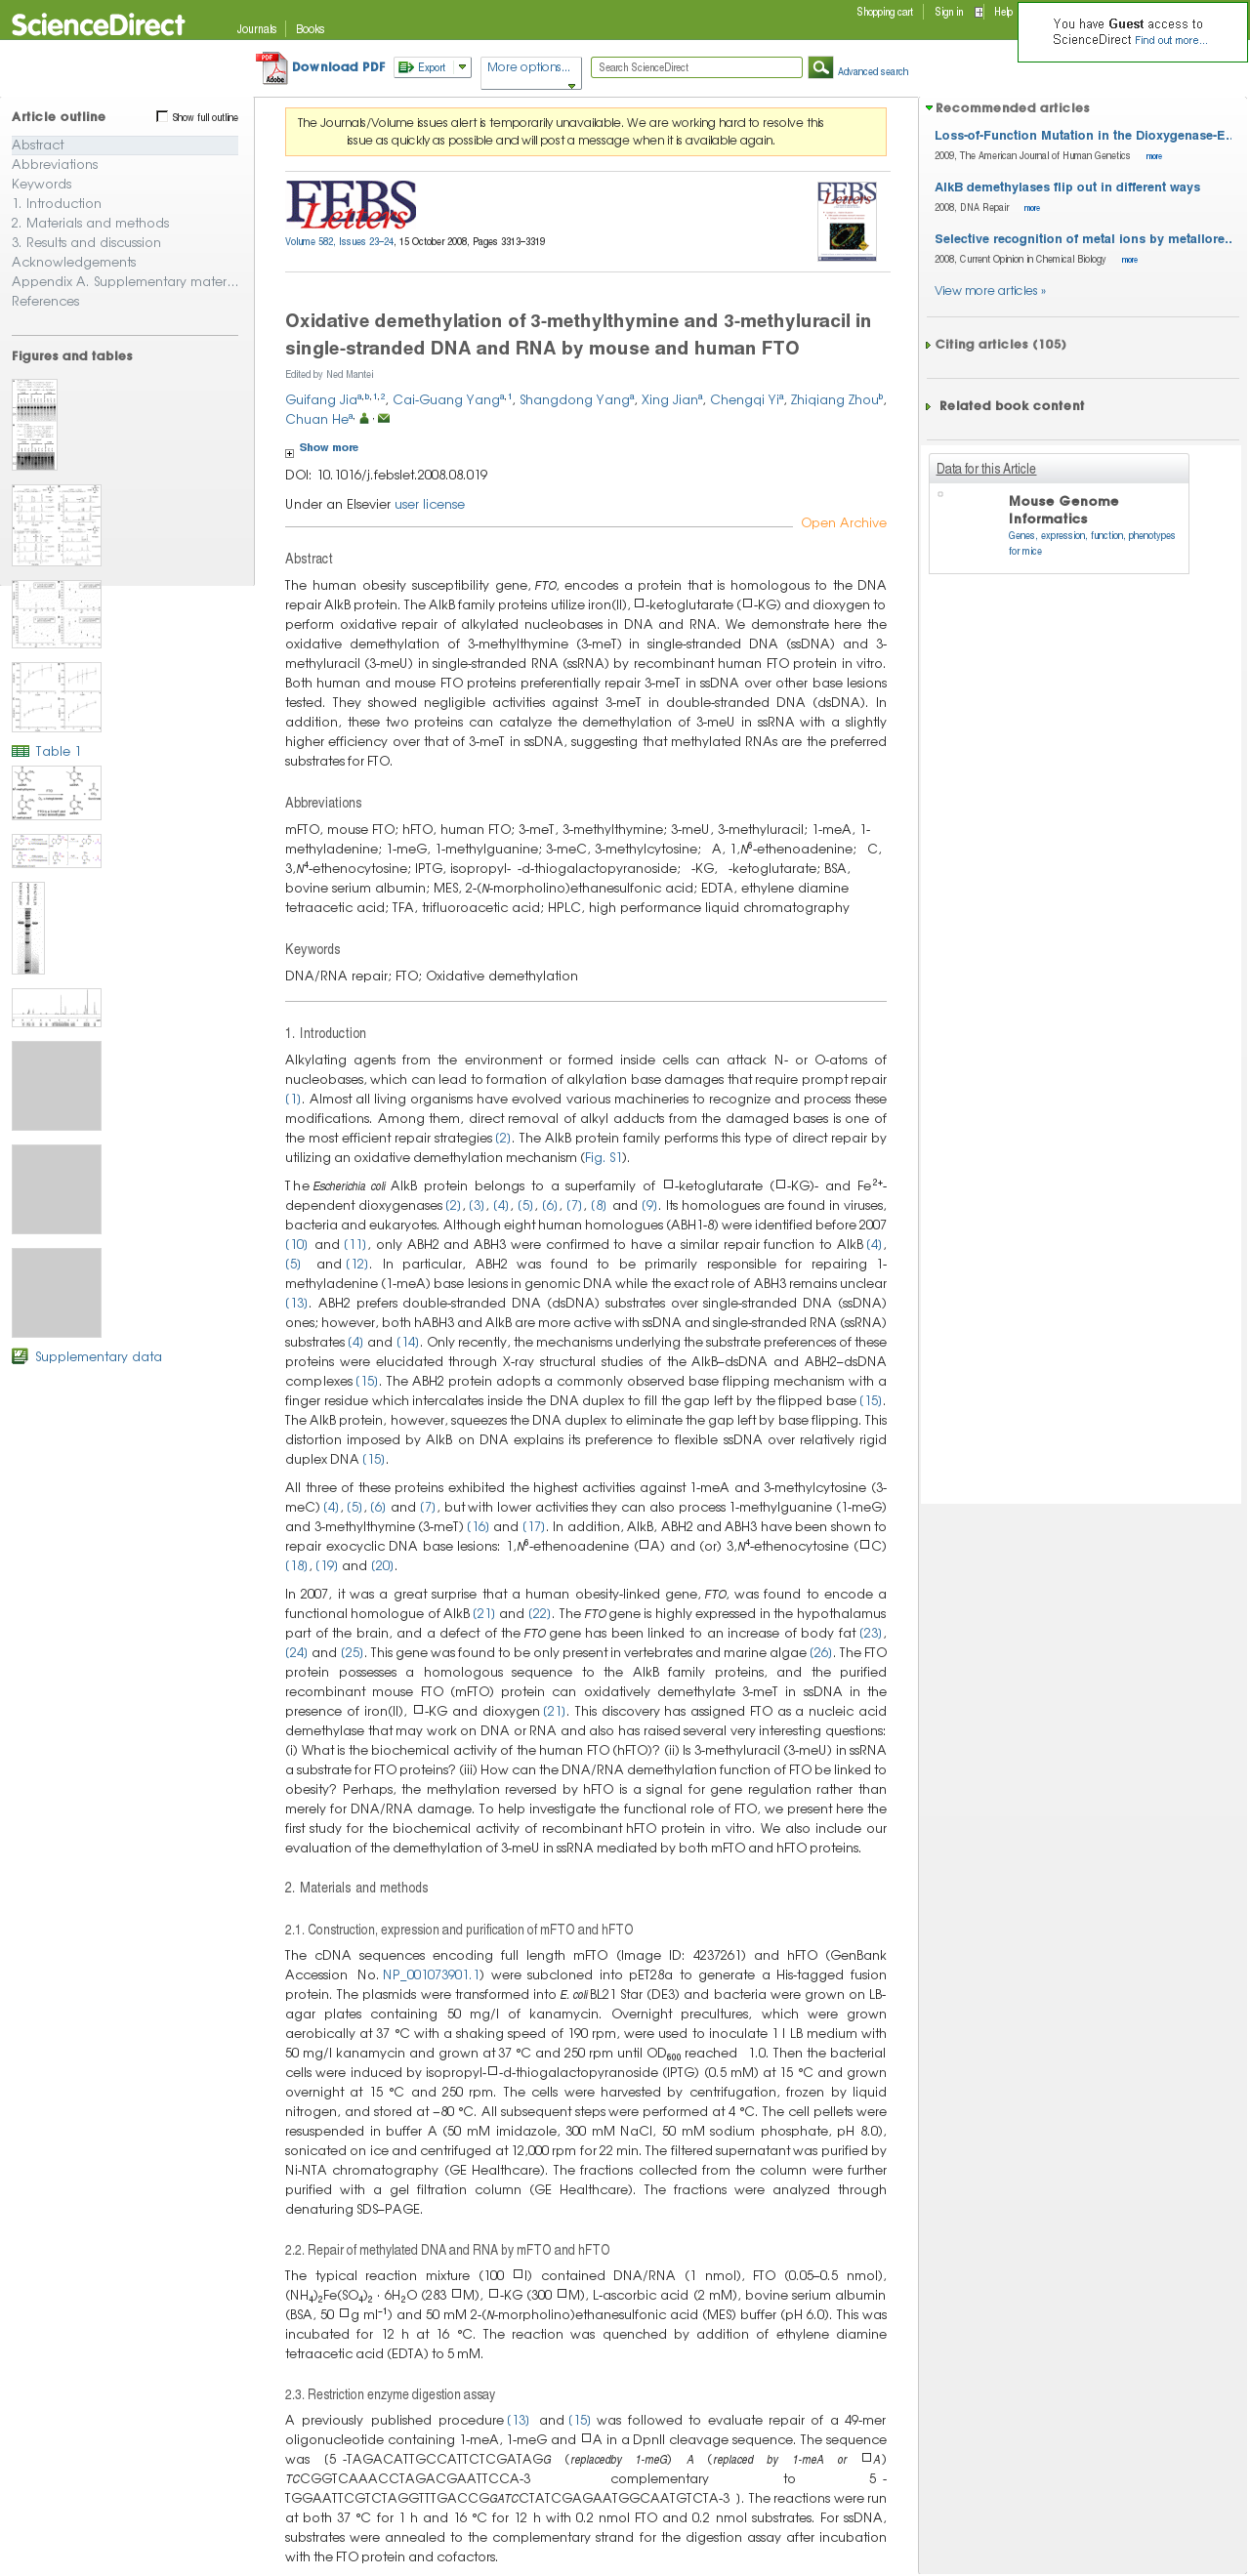 ScienceDirect
Journals
Books
Shopping cart
Sign in
Help
You have Guest access to
ScienceDirect Find out more...
Download PDF
Export
More options...
Search ScienceDirect
Advanced search
Article outline
Show full outline
Abstract
Abbreviations
Keywords
1. Introduction
2. Materials and methods
3. Results and discussion
Acknowledgements
Appendix A. Supplementary mater...
References
Figures and tables
Table 1
Supplementary data
The Journals/Volume issues alert is temporarily unavailable. We are working hard to resolve this
issue as quickly as possible and will post a message when it is available again.
FEBS
Letters
Volume 582, Issues 23–24, 15 October 2008, Pages 3313–3319
Oxidative demethylation of 3-methylthymine and 3-methyluracil in
single-stranded DNA and RNA by mouse and human FTO
Edited by Ned Mantei
Guifang Jia a, b, 1, 2, Cai-Guang Yang a, 1, Shangdong Yang a, Xing Jian a, Chengqi Yi a, Zhiqiang Zhou b,
Chuan He a,
Show more
DOI: 10.1016/j.febslet.2008.08.019
Under an Elsevier user license
Open Archive
Abstract
The human obesity susceptibility gene, FTO, encodes a protein that is homologous to the DNA
repair AlkB protein. The AlkB family proteins utilize iron(II), □-ketoglutarate (□-KG) and dioxygen to
perform oxidative repair of alkylated nucleobases in DNA and RNA. We demonstrate here the
oxidative demethylation of 3-methylthymine (3-meT) in single-stranded DNA (ssDNA) and 3-
methyluracil (3-meU) in single-stranded RNA (ssRNA) by recombinant human FTO protein in vitro.
Both human and mouse FTO proteins preferentially repair 3-meT in ssDNA over other base lesions
tested. They showed negligible activities against 3-meT in double-stranded DNA (dsDNA). In
addition, these two proteins can catalyze the demethylation of 3-meU in ssRNA with a slightly
higher efficiency over that of 3-meT in ssDNA, suggesting that methylated RNAs are the preferred
substrates for FTO.
Abbreviations
mFTO, mouse FTO; hFTO, human FTO; 3-meT, 3-methylthymine; 3-meU, 3-methyluracil; 1-meA, 1-
methyladenine; 1-meG, 1-methylguanine; 3-meC, 3-methylcytosine; A, 1,N⁶-ethenoadenine; C,
3,N⁴-ethenocytosine; IPTG, isopropyl- -d-thiogalactopyranoside; -KG, -ketoglutarate; BSA,
bovine serium albumin; MES, 2-(N-morpholino)ethanesulfonic acid; EDTA, ethylene diamine
tetraacetic acid; TFA, trifluoroacetic acid; HPLC, high performance liquid chromatography
Keywords
DNA/RNA repair; FTO; Oxidative demethylation
1. Introduction
Alkylating agents from the environment or formed inside cells can attack N- or O-atoms of
nucleobases, which can lead to formation of alkylation base damages that require prompt repair
[1]. Almost all living organisms have evolved various machineries to recognize and process these
modifications. Among them, direct removal of alkyl adducts from the damaged bases is one of
the most efficient repair strategies [2]. The AlkB protein family performs this type of direct repair by
utilizing an oxidative demethylation mechanism (Fig. S1).
The Escherichia coli AlkB protein belongs to a superfamily of □-ketoglutarate (□-KG)- and Fe²⁺-
dependent dioxygenases [2], [3], [4], [5], [6], [7], [8] and [9]. Its homologues are found in viruses,
bacteria and eukaryotes. Although eight human homologues (ABH1-8) were identified before 2007
[10] and [11], only ABH2 and ABH3 were confirmed to have a similar repair function to AlkB [4],
[5] and [12]. In particular, ABH2 was found to be primarily responsible for repairing 1-
methyladenine (1-meA) base lesions in genomic DNA while the exact role of ABH3 remains unclear
[13]. ABH2 prefers double-stranded DNA (dsDNA) substrates over single-stranded DNA (ssDNA)
ones; however, both hABH3 and AlkB are more active with ssDNA and single-stranded RNA (ssRNA)
substrates [4] and [14]. Only recently, the mechanisms underlying the substrate preferences of these
proteins were elucidated through X-ray structural studies of the AlkB–dsDNA and ABH2–dsDNA
complexes [15]. The ABH2 protein adopts a commonly observed base flipping mechanism with a
finger residue which intercalates inside the DNA duplex to fill the gap left by the flipped base [15].
The AlkB protein, however, squeezes the DNA duplex to eliminate the gap left by base flipping. This
distortion imposed by AlkB on DNA explains its preference to flexible ssDNA over relatively rigid
duplex DNA [15].
All three of these proteins exhibited the highest activities against 1-meA and 3-methylcytosine (3-
meC) [4], [5], [6] and [7], but with lower activities they can also process 1-methylguanine (1-meG)
and 3-methylthymine (3-meT) [16] and [17]. In addition, AlkB, ABH2 and ABH3 have been shown to
repair exocyclic DNA base lesions: 1,N⁶-ethenoadenine (□A) and (or) 3,N⁴-ethenocytosine (□C)
[18], [19] and [20].
In 2007, it was a great surprise that a human obesity-linked gene, FTO, was found to encode a
functional homologue of AlkB [21] and [22]. The FTO gene is highly expressed in the hypothalamus
part of the brain, and a defect of the FTO gene has been linked to an increase of body fat [23],
[24] and [25]. This gene was found to be only present in vertebrates and marine algae [26]. The FTO
protein possesses a homologous sequence to the AlkB family proteins, and the purified
recombinant mouse FTO (mFTO) protein can oxidatively demethylate 3-meT in ssDNA in the
presence of iron(II), □-KG and dioxygen [21]. This discovery has assigned FTO as a nucleic acid
demethylase that may work on DNA or RNA and also has raised several very interesting questions:
(i) What is the biochemical activity of the human FTO (hFTO)? (ii) Is 3-methyluracil (3-meU) in ssRNA
a substrate for FTO proteins? (iii) How can the DNA/RNA demethylation function of FTO be linked to
obesity? Perhaps, the methylation reversed by hFTO is a signal for gene regulation rather than
merely for DNA/RNA damage. To help investigate the functional role of FTO, we present here the
first study for the biochemical activity of recombinant hFTO protein in vitro. We also include our
evaluation of the demethylation of 3-meU in ssRNA mediated by both mFTO and hFTO proteins.
2. Materials and methods
2.1. Construction, expression and purification of mFTO and hFTO
The cDNA sequences encoding full length mFTO (Image ID: 4237261) and hFTO (GenBank
Accession No. NP_001073901.1) were subcloned into pET28a to generate a His-tagged fusion
protein. The plasmids were transformed into E. coli BL21 Star (DE3) and bacteria were grown on LB-
agar plates containing 50 mg/l of kanamycin. Overnight precultures, which were grown
aerobically at 37 °C with a shaking speed of 190 rpm, were used to inoculate 1 l LB medium with
50 mg/l kanamycin and grown at 37 °C and 250 rpm until OD₆₀₀ reached 1.0. Then the bacterial
cells were induced by isopropyl-□-d-thiogalactopyranoside (IPTG) (0.5 mM) at 15 °C and grown
overnight at 15 °C and 250 rpm. The cells were harvested by centrifugation, frozen by liquid
nitrogen, and stored at −80 °C. All subsequent steps were performed at 4 °C. The cell pellets were
resuspended in buffer A (50 mM imidazole, 300 mM NaCl, 50 mM sodium phosphate, pH 8.0),
sonicated on ice and centrifuged at 12,000 rpm for 22 min. The filtered supernatant was purified by
Ni-NTA chromatography (GE Healthcare). The fractions collected from the column were further
purified with a gel filtration column (GE Healthcare). The fractions were analyzed through
denaturing SDS–PAGE.
2.2. Repair of methylated DNA and RNA by mFTO and hFTO
The typical reaction mixture (100 □l) contained DNA/RNA (1 nmol), FTO (0.05–0.5 nmol),
(NH₄)₂Fe(SO₄)₂ · 6H₂O (283 □M), □-KG (300 □M), L-ascorbic acid (2 mM), bovine serium albumin
(BSA, 50 □g ml⁻¹) and 50 mM 2-(N-morpholino)ethanesulfonic acid (MES) buffer (pH 6.0). This was
incubated for 12 h at 16 °C. The reaction was quenched by addition of ethylene diamine
tetraacetic acid (EDTA) to 5 mM.
2.3. Restriction enzyme digestion assay
A previously published procedure [13] and [15] was followed to evaluate repair of a 49-mer
oligonucleotide containing 1-meA, 1-meG and □A in a DpnII cleavage sequence. The sequence
was [5 -TAGACATTGCCATTCTCGATAGG (replacedby 1-meG) A (replaced by 1-meA or □A)
TCCGGTCAAACCTAGACGAATTCCA-3 complementary to 5 -
TGGAATTCGTCTAGGTTTGACCGGATCCTATCGAGAATGGCAATGTCTA-3 ]. The reactions were run
at both 37 °C for 1 h and 16 °C for 12 h with 0.2 nmol FTO and 0.2 nmol substrates. For ssDNA,
substrates were annealed to the complementary strand for the digestion assay after incubation
with the FTO protein and cofactors.
Recommended articles
Loss-of-Function Mutation in the Dioxygenase-E..
2009, The American Journal of Human Genetics more
AlkB demethylases flip out in different ways
2008, DNA Repair more
Selective recognition of metal ions by metallore..
2008, Current Opinion in Chemical Biology more
View more articles »
Citing articles (105)
Related book content
Data for this Article
Mouse Genome
Informatics
Genes, expression, function, phenotypes
for mice